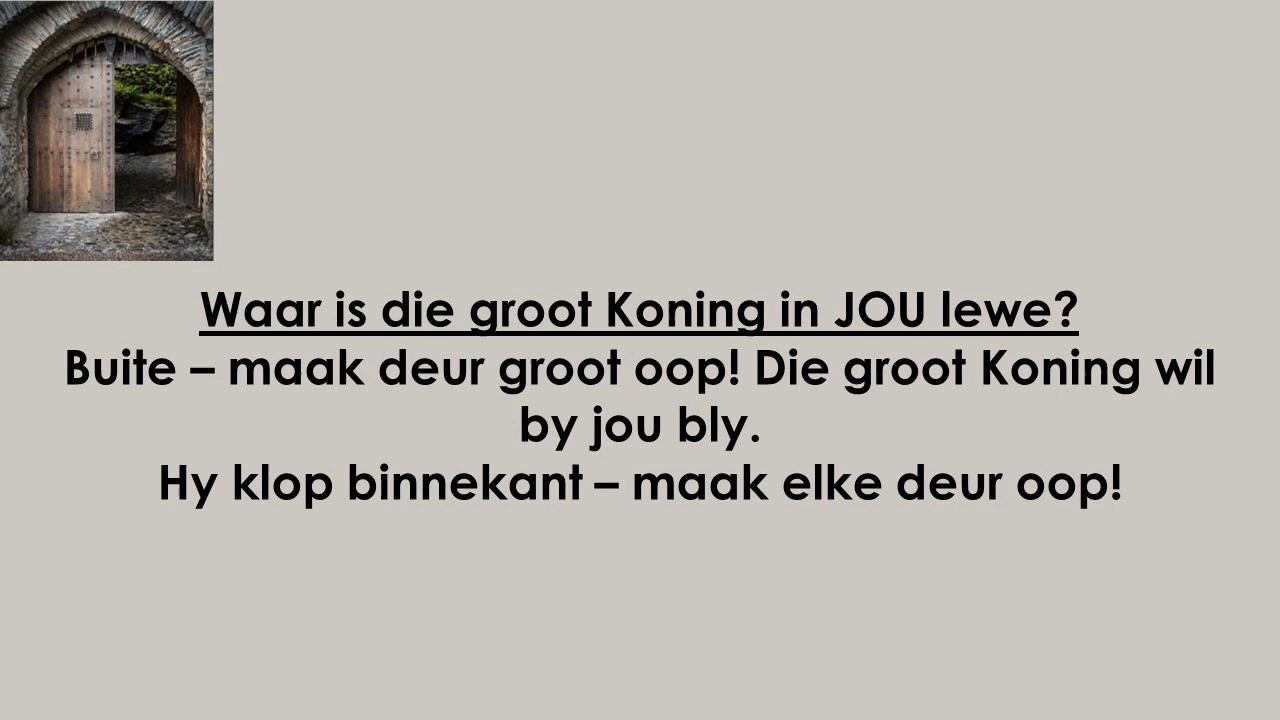 Waar is die groot Koning in JOU lewe?
Buite – maak deur groot oop! Die groot Koning wil
by jou bly.
Hy klop binnekant – maak elke deur oop!